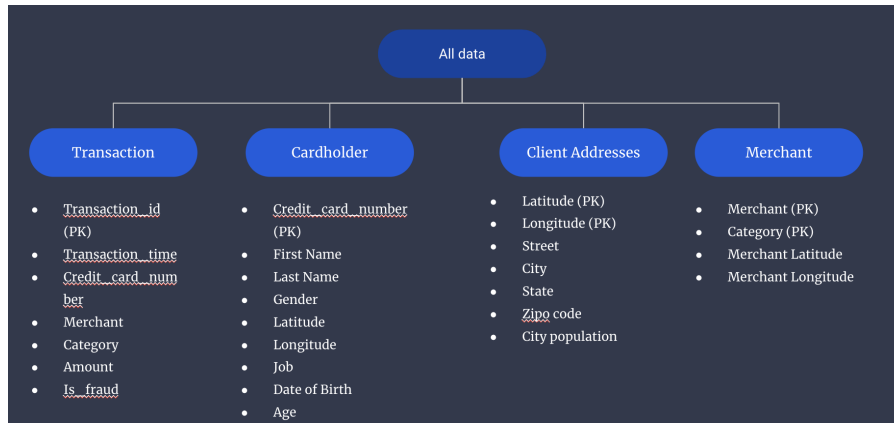 All data
Transaction
Cardholder
Client Addresses
Merchant
Transaction_id
(PK)
Transaction_time
Credit_card_num
ber
Merchant
Category
Amount
Is_fraud
Credit_card_number
(PK)
First Name
Last Name
Gender
Latitude
Longitude
Job
Date of Birth
Age
Latitude (PK)
Longitude (PK)
Street
City
State
Zipo code
City population
Merchant (PK)
Category (PK)
Merchant Latitude
Merchant Longitude